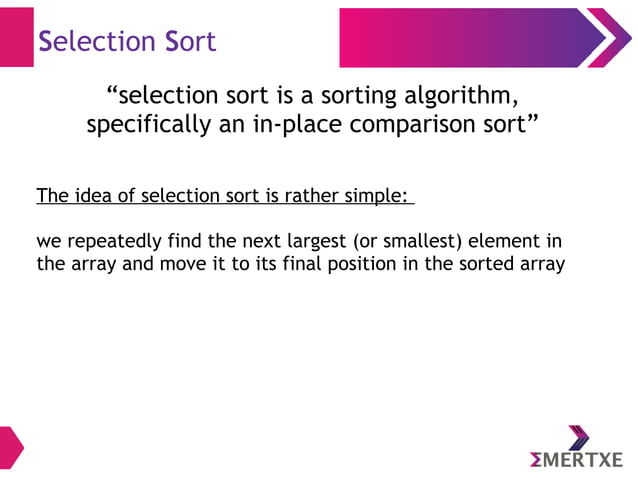 Selection Sort
“selection sort is a sorting algorithm,
specifically an in-place comparison sort”
The idea of selection sort is rather simple:
we repeatedly find the next largest (or smallest) element in
the array and move it to its final position in the sorted array
EMERTXE